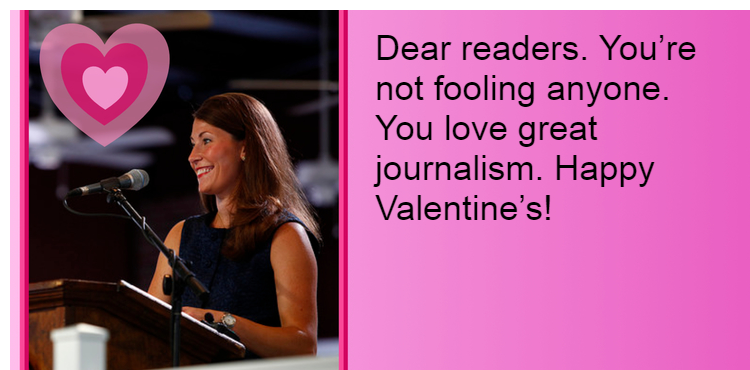 Dear readers. You’re
not fooling anyone.
You love great
journalism. Happy
Valentine’s!